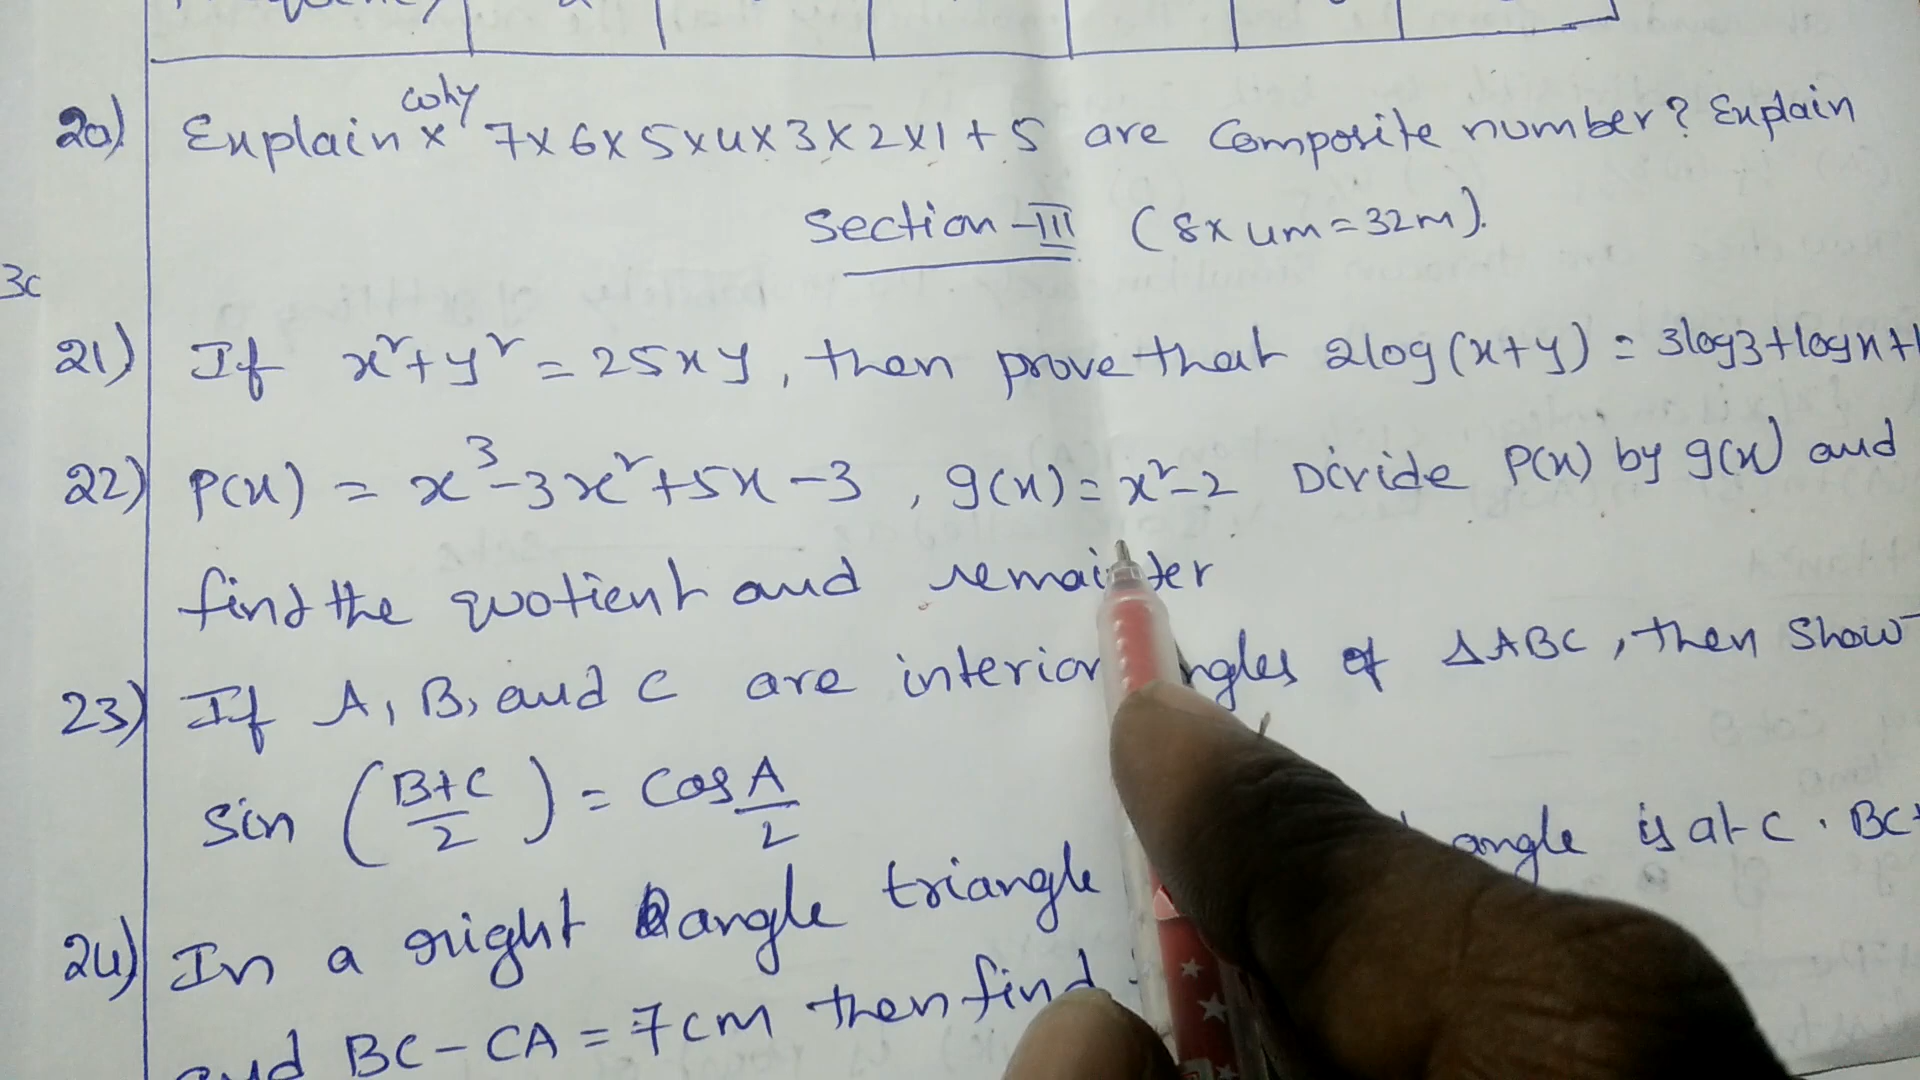 20) Explain why 7x6x5x4x3x2x1+5 are Composite number? Explain
Section-III (8x4m=32m).
3c
21) If x²+y²=25xy, then prove that 2log(x+y) = 3log3+logx+
22) P(x) = x³-3x²+5x-3, g(x)=x²-2 Divide P(x) by g(x) and
find the quotient and remainder
23) If A, B, and C are interior angles of ΔABC, then show
Sin (B+C/2) = Cos A/2
24) In a right angle triangle angle is at C. BC+
and BC-CA=7cm then find